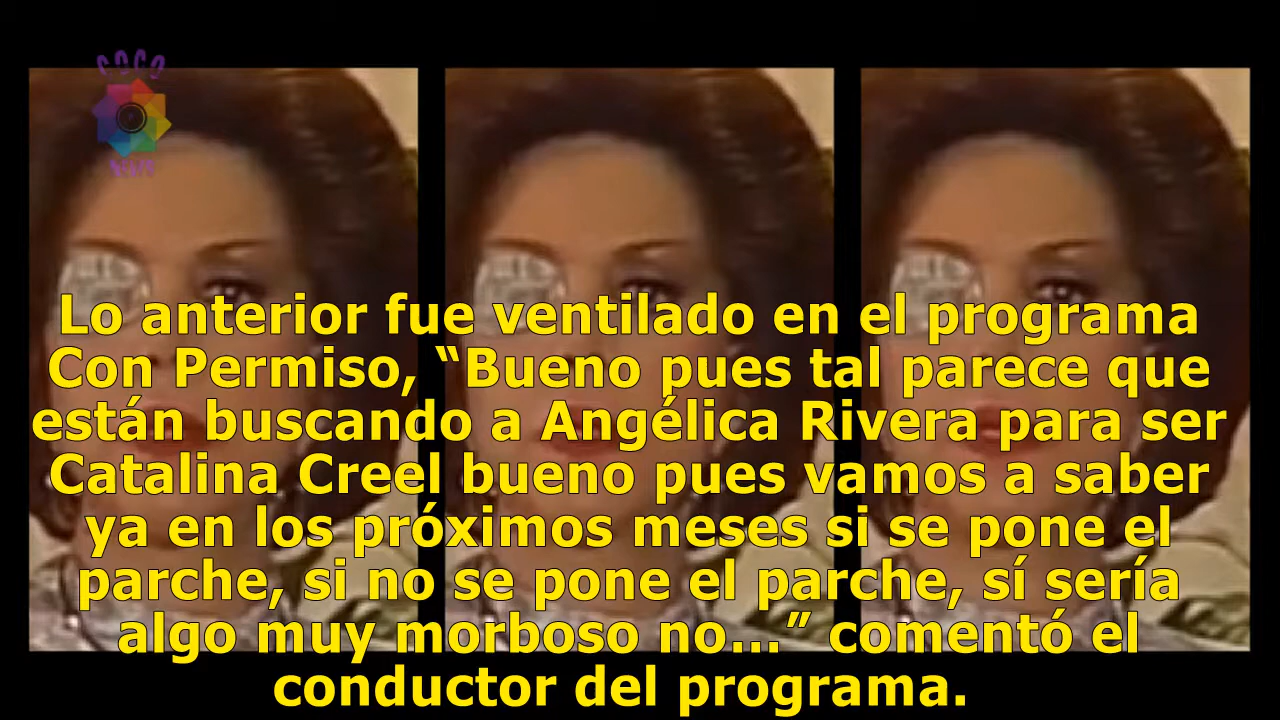 COCO
NEWS
Lo anterior fue ventilado en el programa
Con Permiso, “Bueno pues tal parece que
están buscando a Angélica Rivera para ser
Catalina Creel bueno pues vamos a saber
ya en los próximos meses si se pone el
parche, si no se pone el parche, sí sería
algo muy morboso no...” comentó el
conductor del programa.